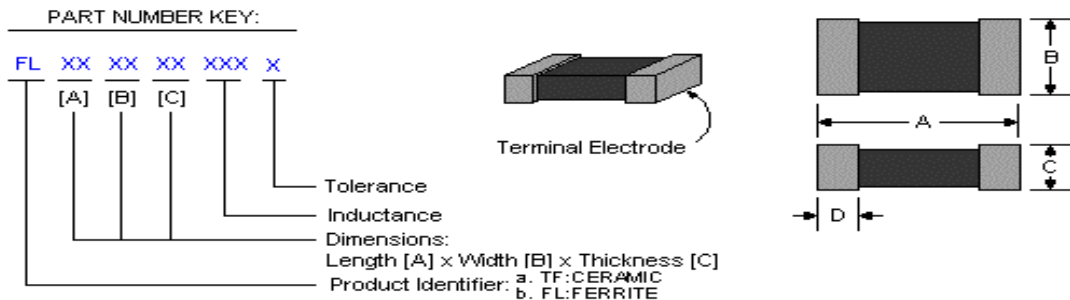 PART NUMBER KEY:
FL XX XX XX XXX X
[A] [B] [C]
Tolerance
Inductance
Dimensions:
Length [A] x Width [B] x Thickness [C]
Product Identifier: a. TF:CERAMIC
b. FL:FERRITE
Terminal Electrode
B
A
C
D